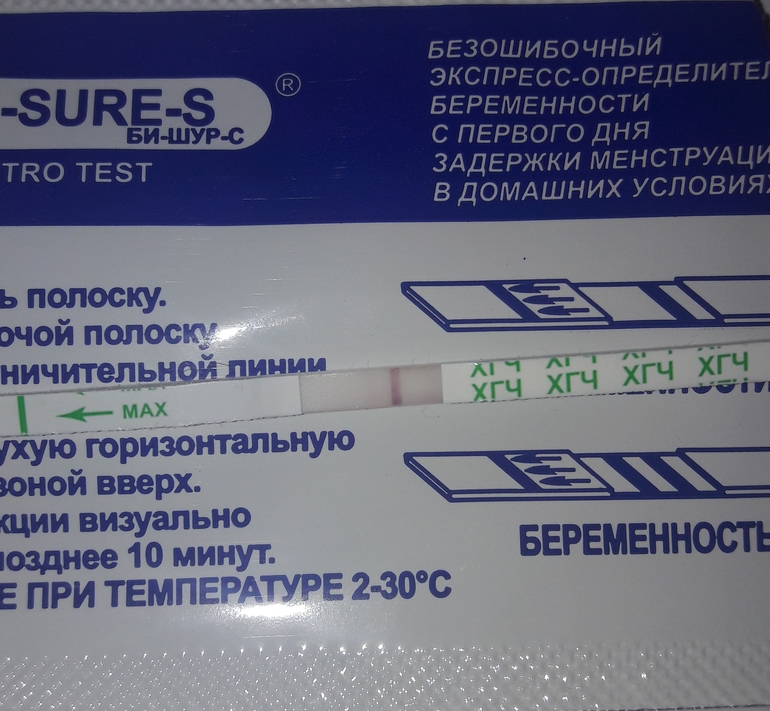 -SURE-S ®
БИ-ШУР-С
TRO TEST
БЕЗОШИБОЧНЫЙ
ЭКСПРЕСС-ОПРЕДЕЛИТЕЛ
БЕРЕМЕННОСТИ
С ПЕРВОГО ДНЯ
ЗАДЕРЖКИ МЕНСТРУАЦИ
В ДОМАШНИХ УСЛОВИЯХ
ь полоску.
очой полоску
ничительной линии
ХГЧ ХГЧ ХГЧ ХГЧ
ХГЧ ХГЧ ХГЧ ХГЧ
MAX
ухую горизонтальную
зоной вверх.
кции визуально
позднее 10 минут.
Е ПРИ ТЕМПЕРАТУРЕ 2-30°С
БЕРЕМЕННОСТЬ